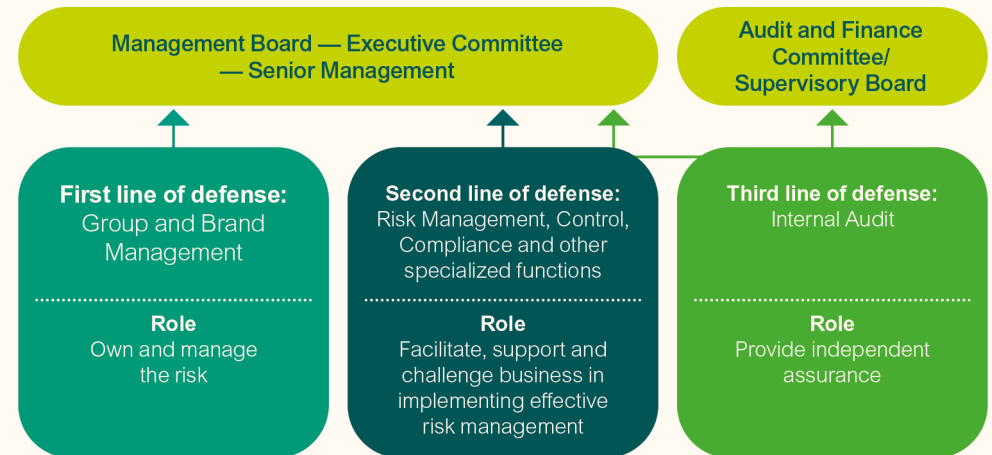 Management Board — Executive Committee
— Senior Management
Audit and Finance
Committee/
Supervisory Board
First line of defense:
Group and Brand
Management
Role
Own and manage
the risk
Second line of defense:
Risk Management, Control,
Compliance and other
specialized functions
Role
Facilitate, support and
challenge business in
implementing effective
risk management
Third line of defense:
Internal Audit
Role
Provide independent
assurance